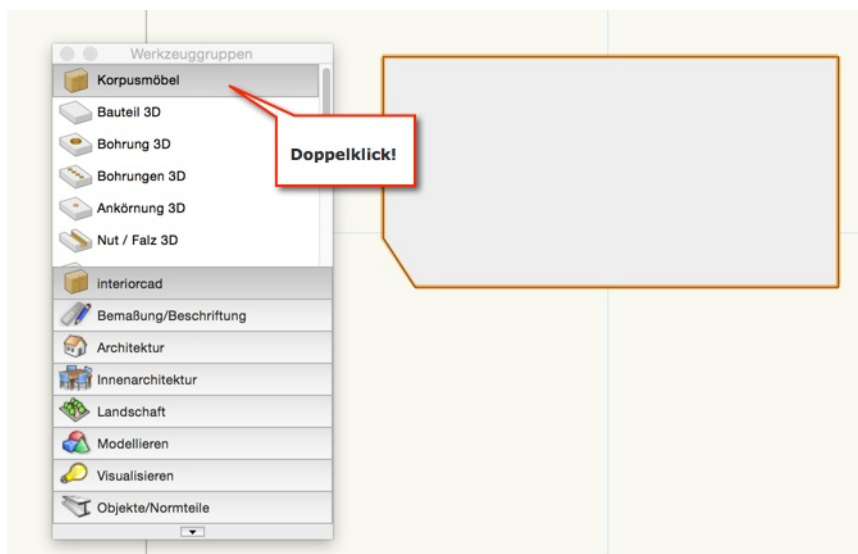 Werkzeuggruppen
Korpusmöbel
Bauteil 3D
Bohrung 3D
Doppelklick!
Bohrungen 3D
Ankörnung 3D
Nut / Falz 3D
interiorcad
Bemaßung/Beschriftung
Architektur
Innenarchitektur
Landschaft
Modellieren
Visualisieren
Objekte/Normteile